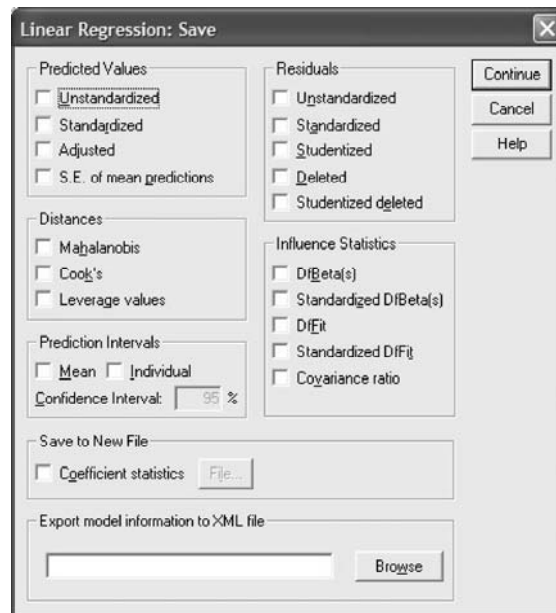 Linear Regression: Save
Predicted Values
Unstandardized
Standardized
Adjusted
S.E. of mean predictions
Distances
Mahalanobis
Cook's
Leverage values
Prediction Intervals
Mean Individual
Confidence Interval: 95 %
Residuals
Unstandardized
Standardized
Studentized
Deleted
Studentized deleted
Influence Statistics
DfBeta(s)
Standardized DfBeta(s)
DfFit
Standardized DfFit
Covariance ratio
Continue
Cancel
Help
Save to New File
Coefficient statistics File...
Export model information to XML file
Browse